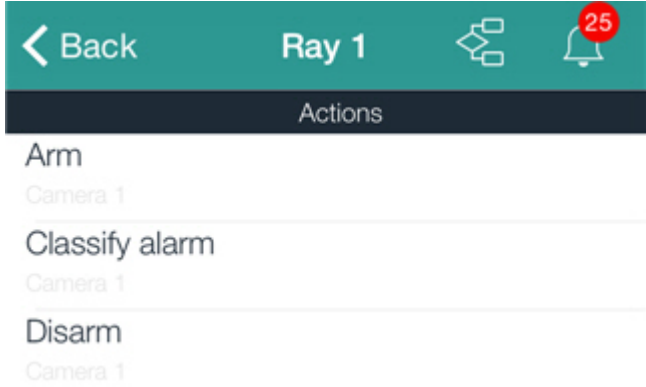 Back Ray 1 25
Actions
Arm
Camera 1
Classify alarm
Camera 1
Disarm
Camera 1